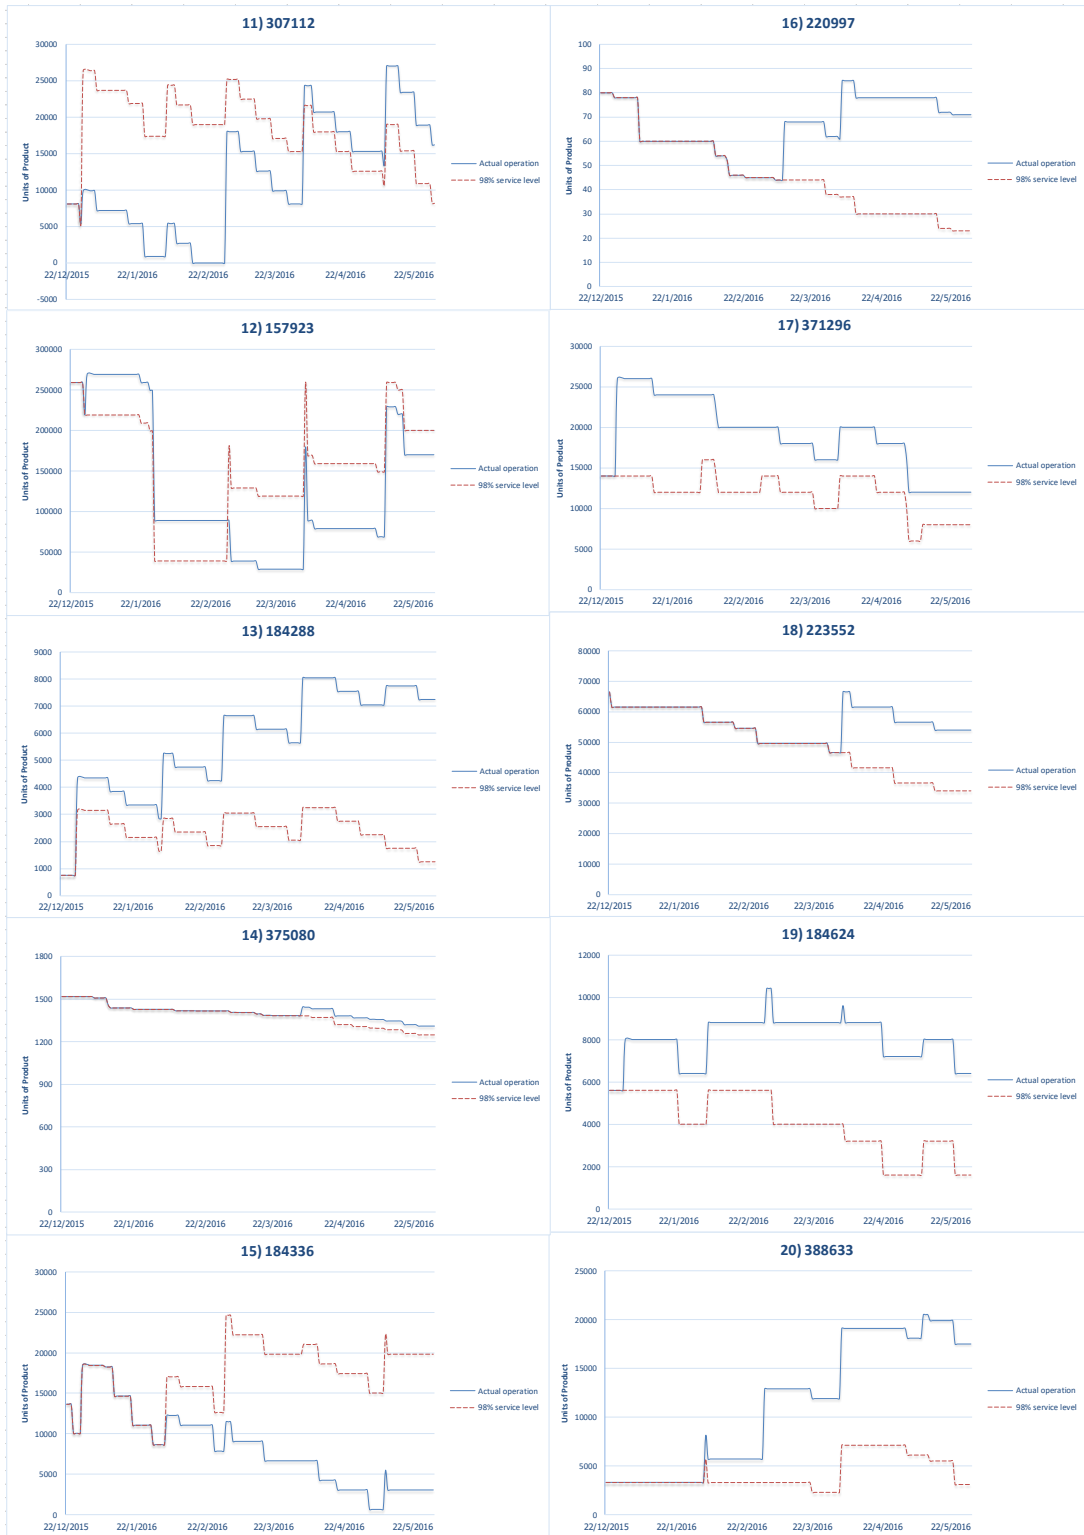 11) 307112
30000
25000
20000
15000
10000
5000
0
-5000
Units of Product
22/12/2015 22/1/2016 22/2/2016 22/3/2016 22/4/2016 22/5/2016
Actual operation
98% service level
16) 220997
100
90
80
70
60
50
40
30
20
10
0
Units of Product
22/12/2015 22/1/2016 22/2/2016 22/3/2016 22/4/2016 22/5/2016
Actual operation
98% service level
12) 157923
300000
250000
200000
150000
100000
50000
0
Units of Product
22/12/2015 22/1/2016 22/2/2016 22/3/2016 22/4/2016 22/5/2016
Actual operation
98% service level
17) 371296
30000
25000
20000
15000
10000
5000
0
Units of Product
22/12/2015 22/1/2016 22/2/2016 22/3/2016 22/4/2016 22/5/2016
Actual operation
98% service level
13) 184288
9000
8000
7000
6000
5000
4000
3000
2000
1000
0
Units of Product
22/12/2015 22/1/2016 22/2/2016 22/3/2016 22/4/2016 22/5/2016
Actual operation
98% service level
18) 223552
80000
70000
60000
50000
40000
30000
20000
10000
0
Units of Product
22/12/2015 22/1/2016 22/2/2016 22/3/2016 22/4/2016 22/5/2016
Actual operation
98% service level
14) 375080
1800
1500
1200
900
600
300
0
Units of Product
22/12/2015 22/1/2016 22/2/2016 22/3/2016 22/4/2016 22/5/2016
Actual operation
98% service level
19) 184624
12000
10000
8000
6000
4000
2000
0
Units of Product
22/12/2015 22/1/2016 22/2/2016 22/3/2016 22/4/2016 22/5/2016
Actual operation
98% service level
15) 184336
30000
25000
20000
15000
10000
5000
0
Units of Product
22/12/2015 22/1/2016 22/2/2016 22/3/2016 22/4/2016 22/5/2016
Actual operation
98% service level
20) 388633
25000
20000
15000
10000
5000
0
Units of Product
22/12/2015 22/1/2016 22/2/2016 22/3/2016 22/4/2016 22/5/2016
Actual operation
98% service level